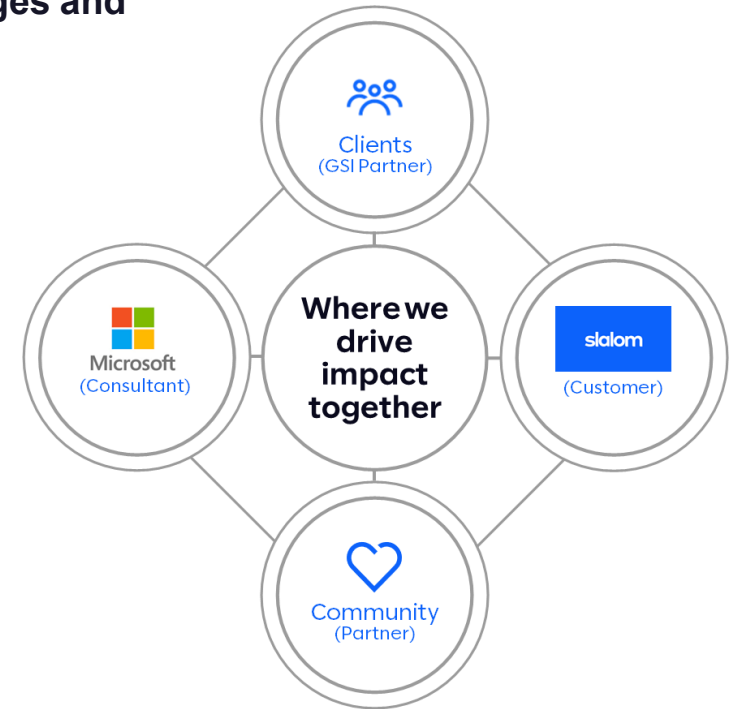 ges and
Clients
(GSI Partner)
Where we
drive
impact
together
Microsoft
(Consultant)
slalom
(Customer)
Community
(Partner)